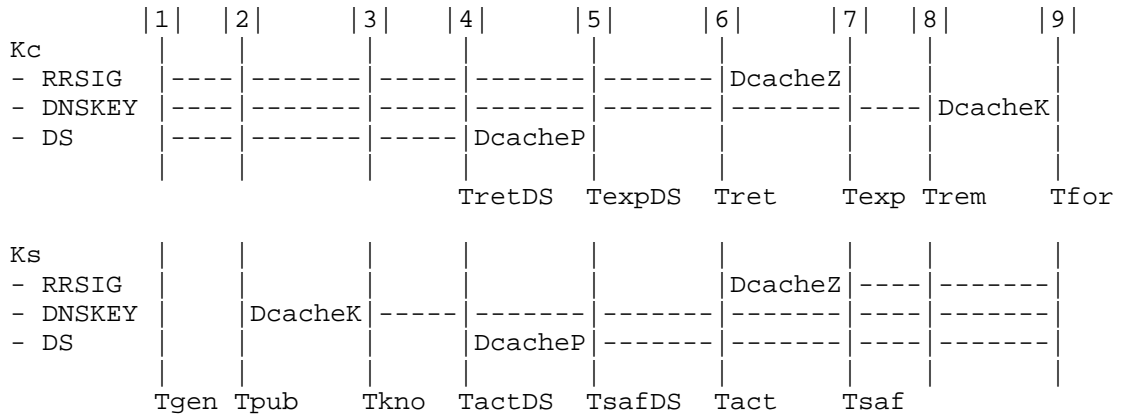 |1|  |2|     |3|   |4|     |5|     |6|     |7|  |8|     |9|
Kc          |    |       |     |       |       |       |    |       |
- RRSIG     |----|-------|-----|-------|-------|DcacheZ|    |       |
- DNSKEY    |----|-------|-----|-------|-------|-------|----|DcacheK|
- DS        |----|-------|-----|DcacheP|       |       |    |       |
            |    |       |     |       |       |       |    |       |
                               TretDS  TexpDS  Tret    Texp Trem    Tfor
Ks          |    |       |     |       |       |       |    |       |
- RRSIG     |    |       |     |       |       |DcacheZ|----|-------|
- DNSKEY    |    |DcacheK|-----|-------|-------|-------|----|-------|
- DS        |    |       |     |DcacheP|-------|-------|----|-------|
            |    |       |     |       |       |       |    |       |
            Tgen Tpub    Tkno  TactDS  TsafDS  Tact    Tsaf